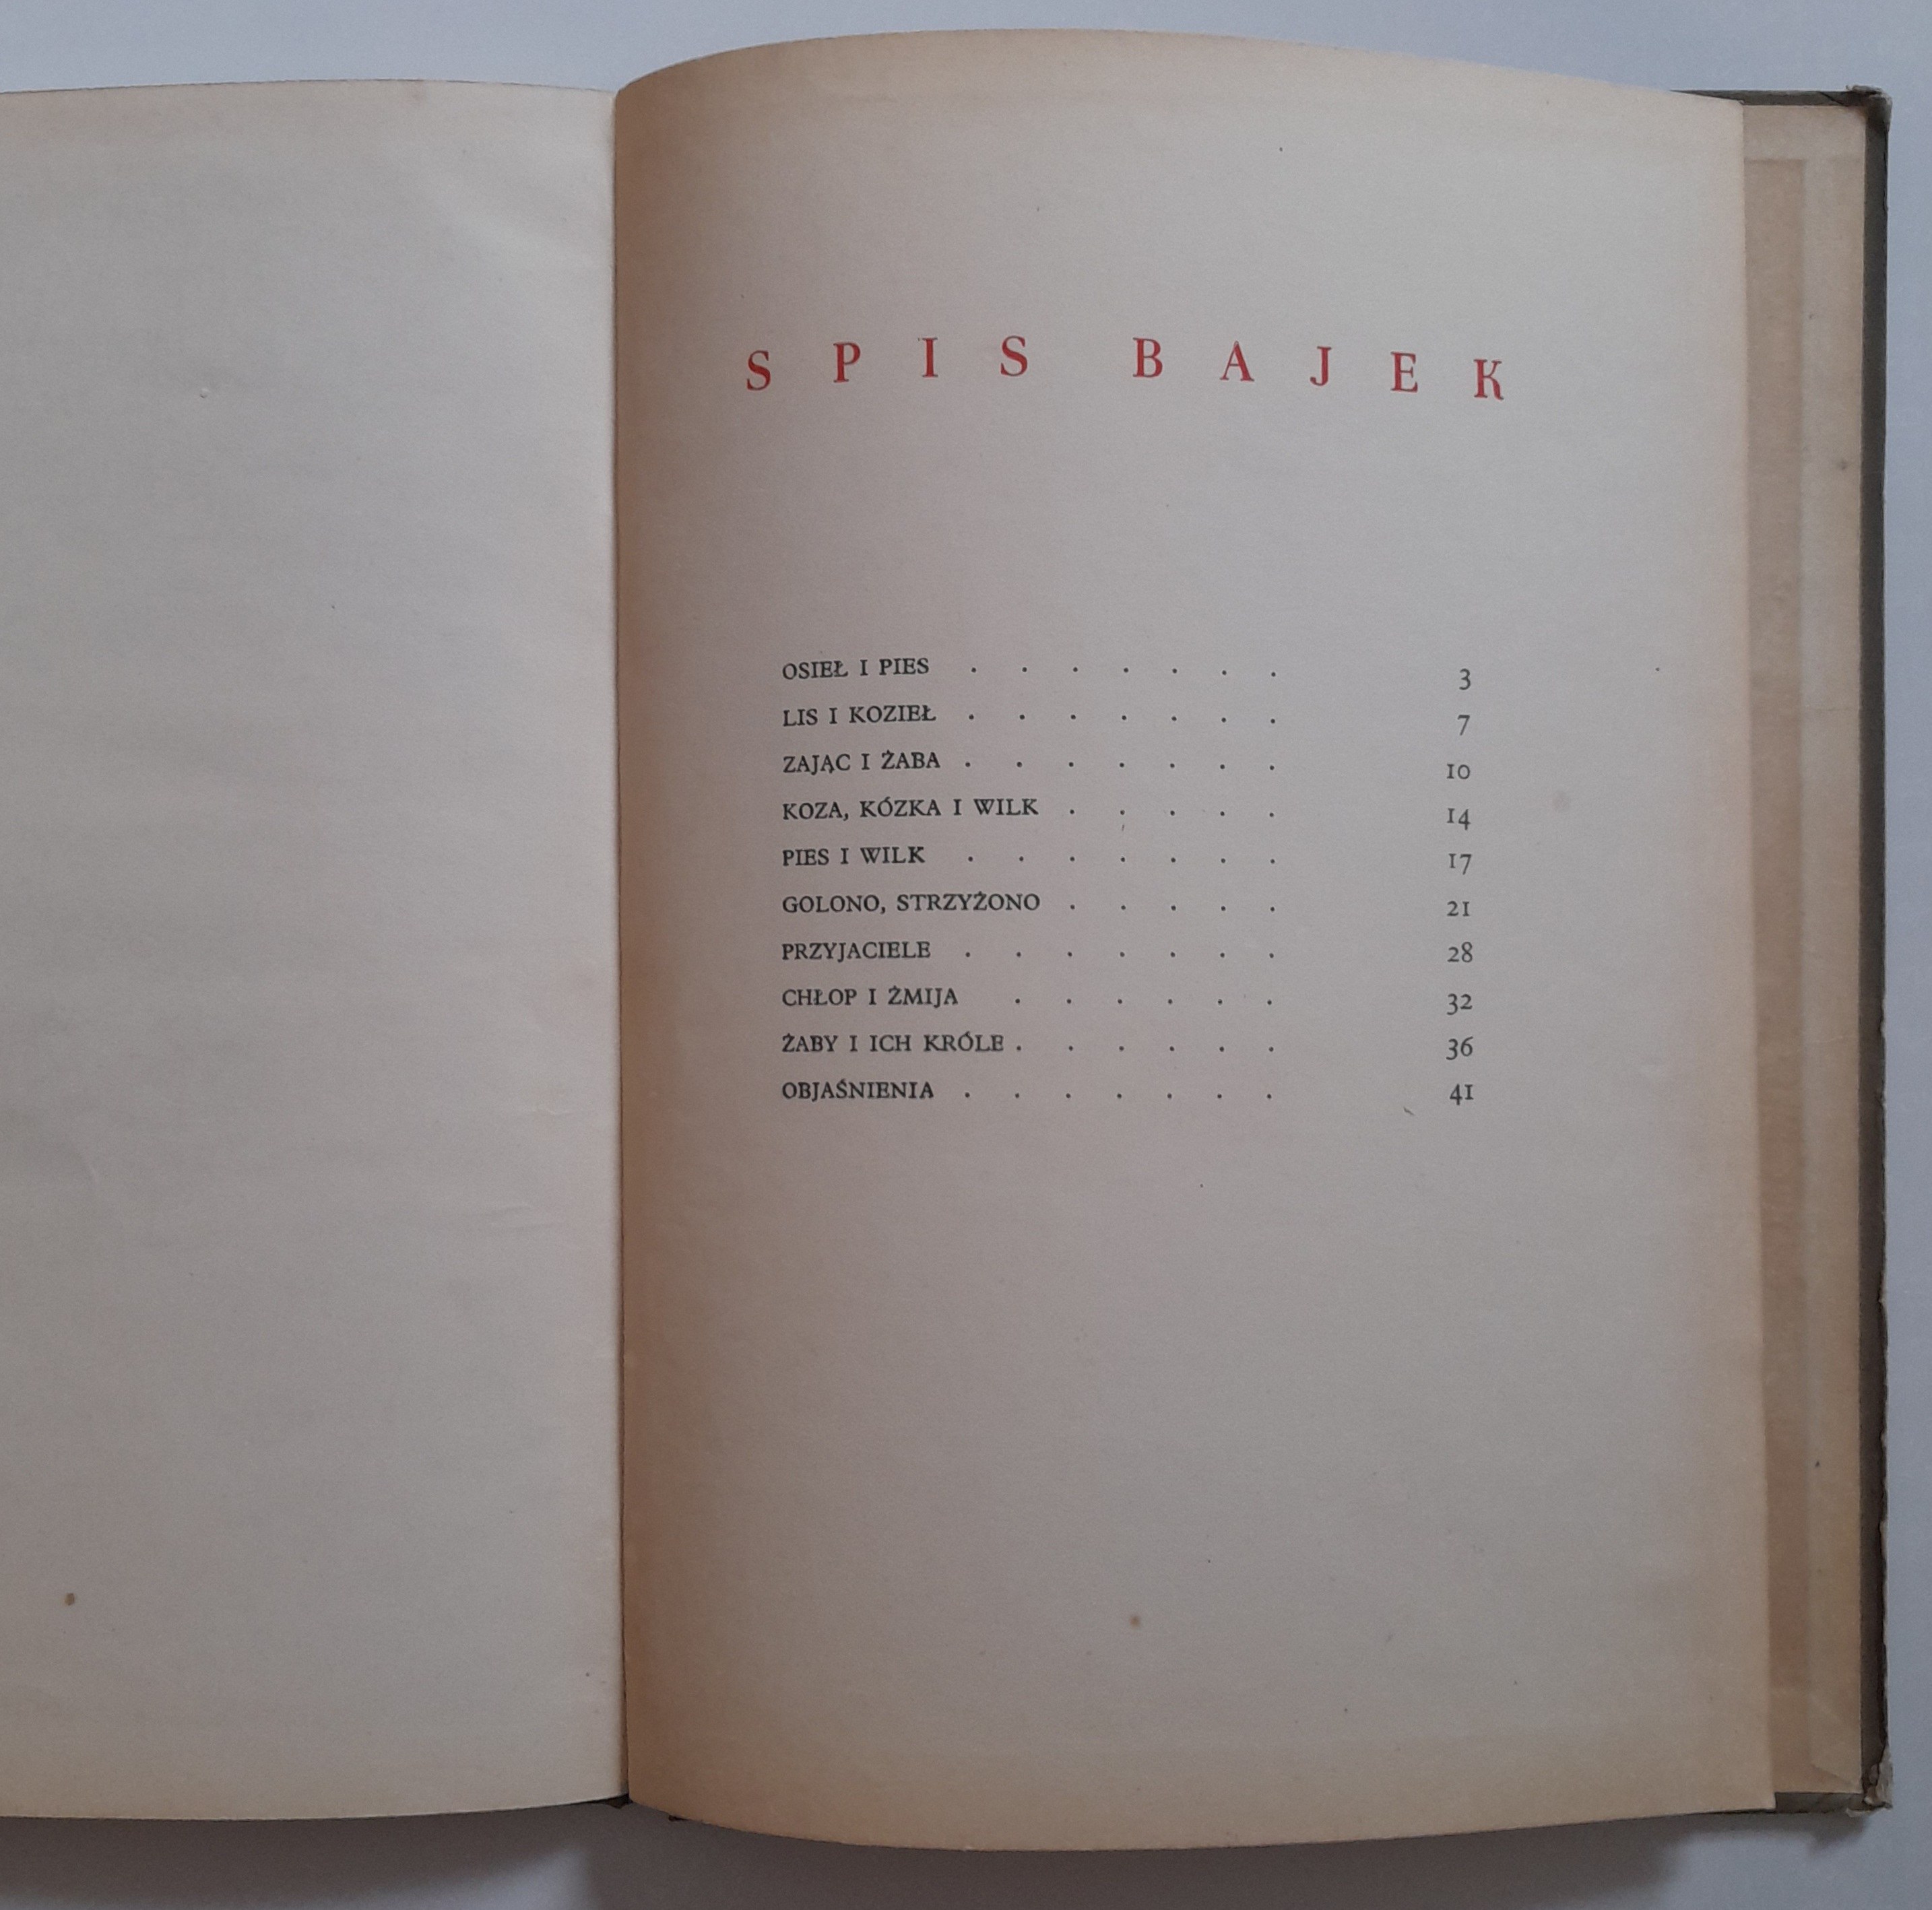 SPIS BAJEK
OSIEŁ I PIES . . . . . . . 3
LIS I KOZIEŁ . . . . . . . 7
ZAJĄC I ŻABA . . . . . . . 10
KOZA, KÓZKA I WILK . . . . . 14
PIES I WILK . . . . . . . 17
GOLONO, STRZYŻONO . . . . . 21
PRZYJACIELE . . . . . . . 28
CHŁOP I ŻMIJA . . . . . . 32
ŻABY I ICH KRÓLE . . . . . . 36
OBJAŚNIENIA . . . . . . . 41